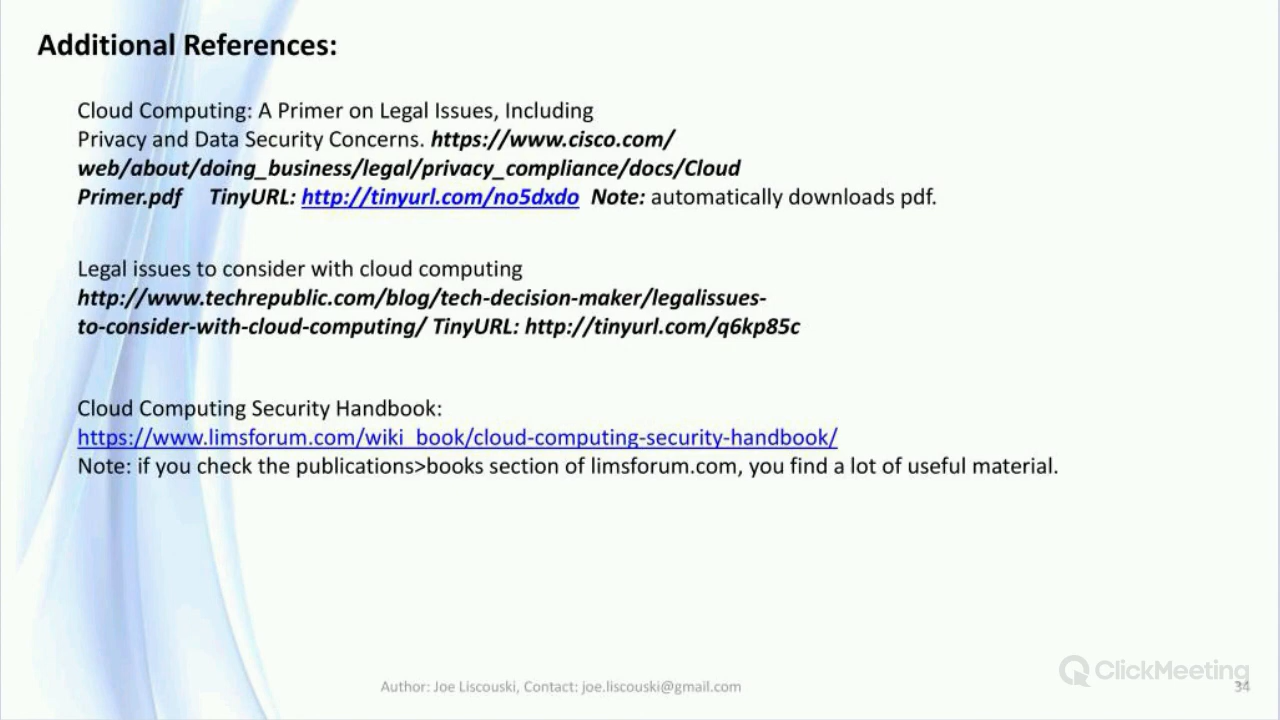 Additional References:
Cloud Computing: A Primer on Legal Issues, Including
Privacy and Data Security Concerns. https://www.cisco.com/
web/about/doing_business/legal/privacy_compliance/docs/Cloud
Primer.pdf TinyURL: http://tinyurl.com/no5dxdo Note: automatically downloads pdf.
Legal issues to consider with cloud computing
http://www.techrepublic.com/blog/tech-decision-maker/legalissues-
to-consider-with-cloud-computing/ TinyURL: http://tinyurl.com/q6kp85c
Cloud Computing Security Handbook:
https://www.limsforum.com/wiki_book/cloud-computing-security-handbook/
Note: if you check the publications>books section of limsforum.com, you find a lot of useful material.
ClickMeeting
Author: Joe Liscouski, Contact: joe.liscouski@gmail.com
34